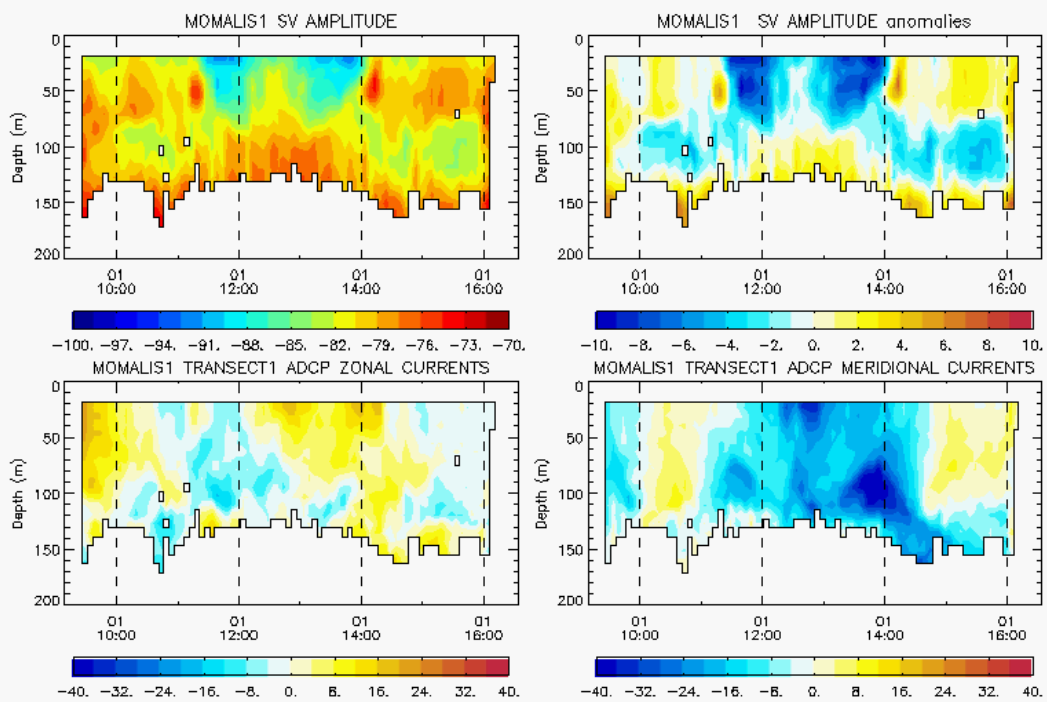 MOMALIS1 SV AMPLITUDE
0
50
100
150
200
Depth (m)
01 01 01 01
10:00 12:00 14:00 16:00
-100. -97. -94. -91. -88. -85. -82. -79. -76. -73. -70.
MOMALIS1 SV AMPLITUDE anomalies
0
50
100
150
200
Depth (m)
01 01 01 01
10:00 12:00 14:00 16:00
-10. -8. -6. -4. -2. 0. 2. 4. 6. 8. 10.
MOMALIS1 TRANSECT1 ADCP ZONAL CURRENTS
0
50
100
150
200
Depth (m)
01 01 01 01
10:00 12:00 14:00 16:00
-40. -32. -24. -16. -8. 0. 8. 16. 24. 32. 40.
MOMALIS1 TRANSECT1 ADCP MERIDIONAL CURRENTS
0
50
100
150
200
Depth (m)
01 01 01 01
10:00 12:00 14:00 16:00
-40. -32. -24. -16. -8. 0. 8. 16. 24. 32. 40.